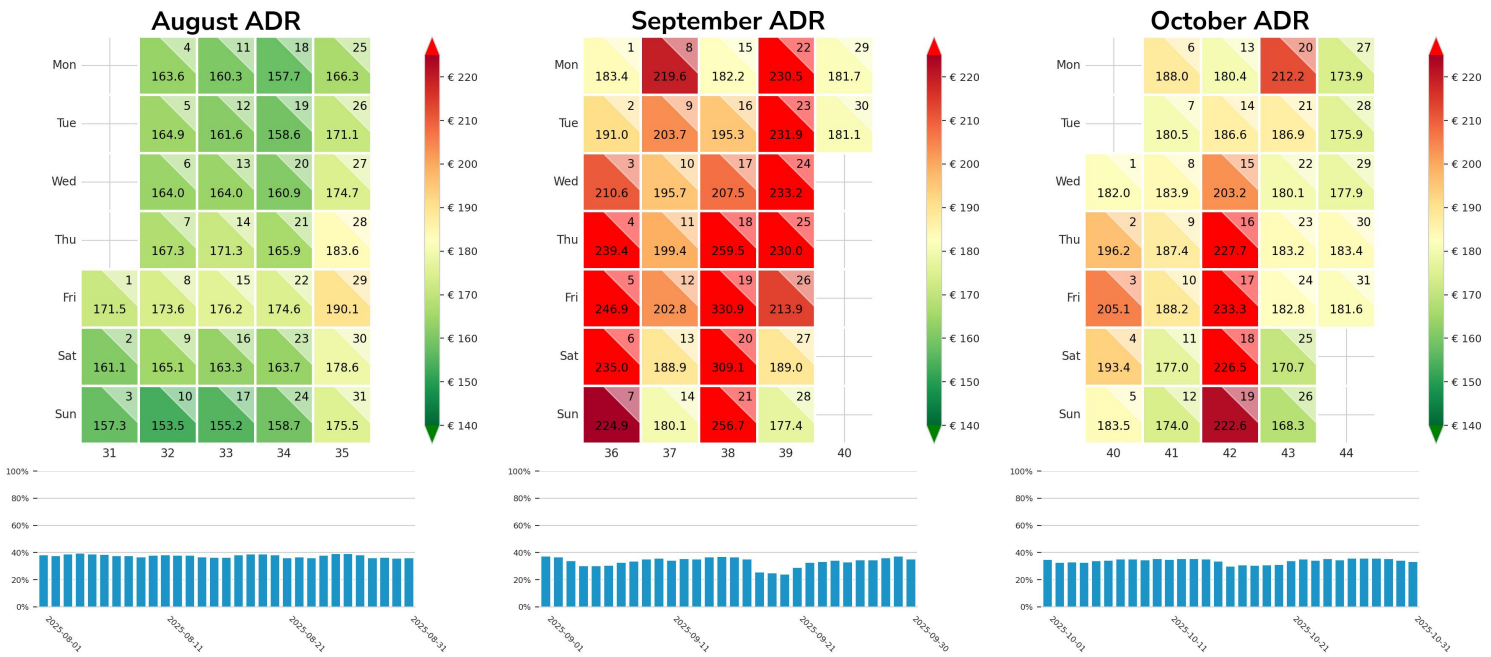 August ADR
September ADR
October ADR
Mon
4 11 18 25
163.6 160.3 157.7 166.3
Tue
5 12 19 26
164.9 161.6 158.6 171.1
Wed
6 13 20 27
164.0 164.0 160.9 174.7
Thu
7 14 21 28
167.3 171.3 165.9 183.6
Fri
1 8 15 22 29
171.5 173.6 176.2 174.6 190.1
Sat
2 9 16 23 30
161.1 165.1 163.3 163.7 178.6
Sun
3 10 17 24 31
157.3 153.5 155.2 158.7 175.5
31 32 33 34 35
€ 220
€ 210
€ 200
€ 190
€ 180
€ 170
€ 160
€ 150
€ 140
100%
80%
60%
40%
20%
0%
2025-08-01 2025-08-11 2025-08-21 2025-08-31
Mon
1 8 15 22 29
183.4 219.6 182.2 230.5 181.7
Tue
2 9 16 23 30
191.0 203.7 195.3 231.9 181.1
Wed
3 10 17 24
210.6 195.7 207.5 233.2
Thu
4 11 18 25
239.4 199.4 259.5 230.0
Fri
5 12 19 26
246.9 202.8 330.9 213.9
Sat
6 13 20 27
235.0 188.9 309.1 189.0
Sun
7 14 21 28
224.9 180.1 256.7 177.4
36 37 38 39 40
€ 220
€ 210
€ 200
€ 190
€ 180
€ 170
€ 160
€ 150
€ 140
100%
80%
60%
40%
20%
0%
2025-09-01 2025-09-11 2025-09-21 2025-09-30
Mon
6 13 20 27
188.0 180.4 212.2 173.9
Tue
7 14 21 28
180.5 186.6 186.9 175.9
Wed
1 8 15 22 29
182.0 183.9 203.2 180.1 177.9
Thu
2 9 16 23 30
196.2 187.4 227.7 183.2 183.4
Fri
3 10 17 24 31
205.1 188.2 233.3 182.8 181.6
Sat
4 11 18 25
193.4 177.0 226.5 170.7
Sun
5 12 19 26
183.5 174.0 222.6 168.3
40 41 42 43 44
€ 220
€ 210
€ 200
€ 190
€ 180
€ 170
€ 160
€ 150
€ 140
100%
80%
60%
40%
20%
0%
2025-10-01 2025-10-11 2025-10-21 2025-10-31